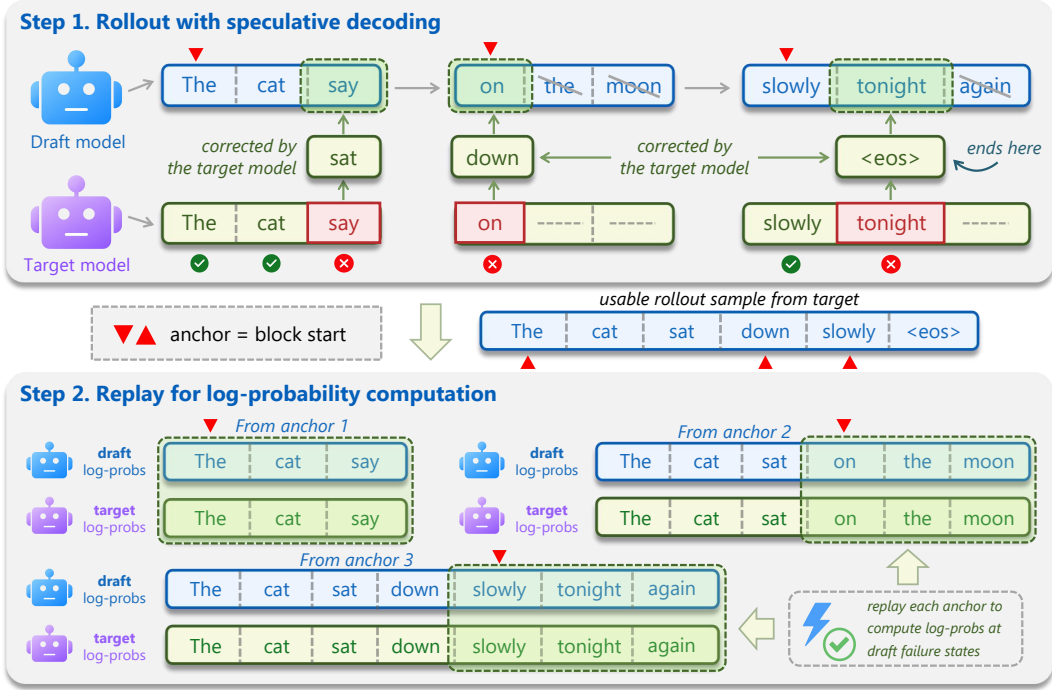 Step 1. Rollout with speculative decoding
The cat say
on the moon
slowly tonight again
Draft model
corrected by
the target model
sat
down
corrected by
the target model
<eos>
ends here
Target model
The cat say
on
slowly tonight
anchor = block start
usable rollout sample from target
The cat sat down slowly <eos>
Step 2. Replay for log-probability computation
From anchor 1
draft
log-probs
The cat say
target
log-probs
The cat say
From anchor 2
draft
log-probs
The cat sat on the moon
target
log-probs
The cat sat on the moon
From anchor 3
draft
log-probs
The cat sat down slowly tonight again
target
log-probs
The cat sat down slowly tonight again
replay each anchor to
compute log-probs at
draft failure states